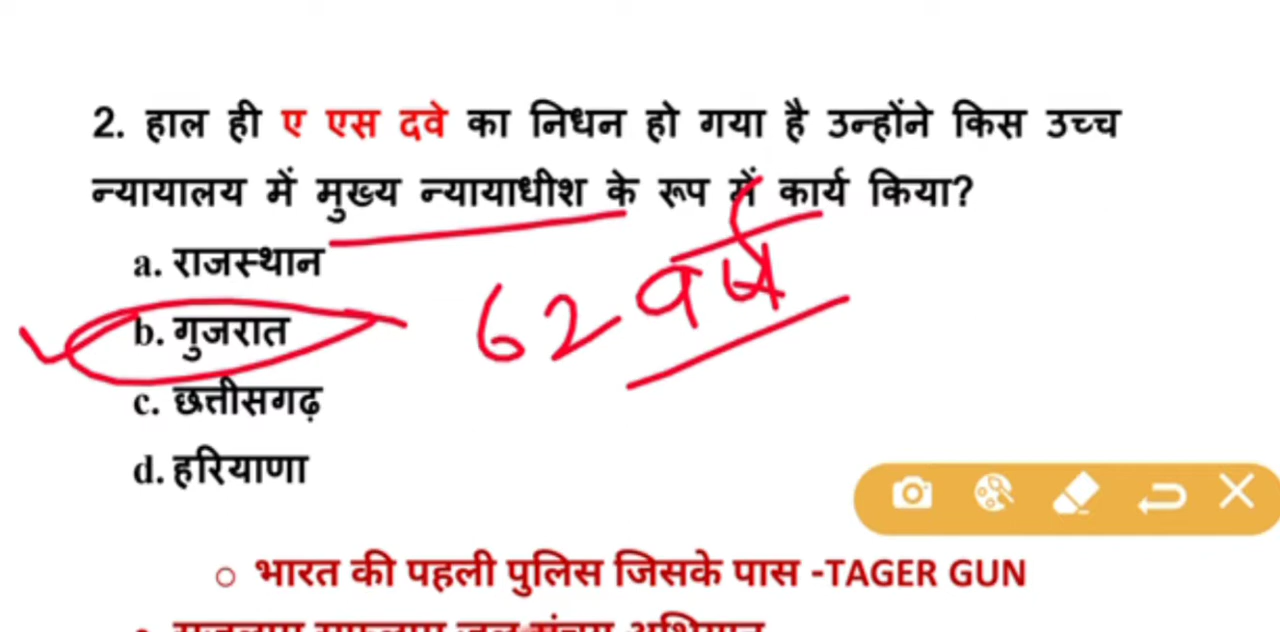 2. हाल ही ए एस दवे का निधन हो गया है उन्होंने किस उच्च
न्यायालय में मुख्य न्यायाधीश के रूप में कार्य किया?
a. राजस्थान
b. गुजरात
62 वर्ष
c. छत्तीसगढ़
d. हरियाणा
○ भारत की पहली पुलिस जिसके पास -TAGER GUN